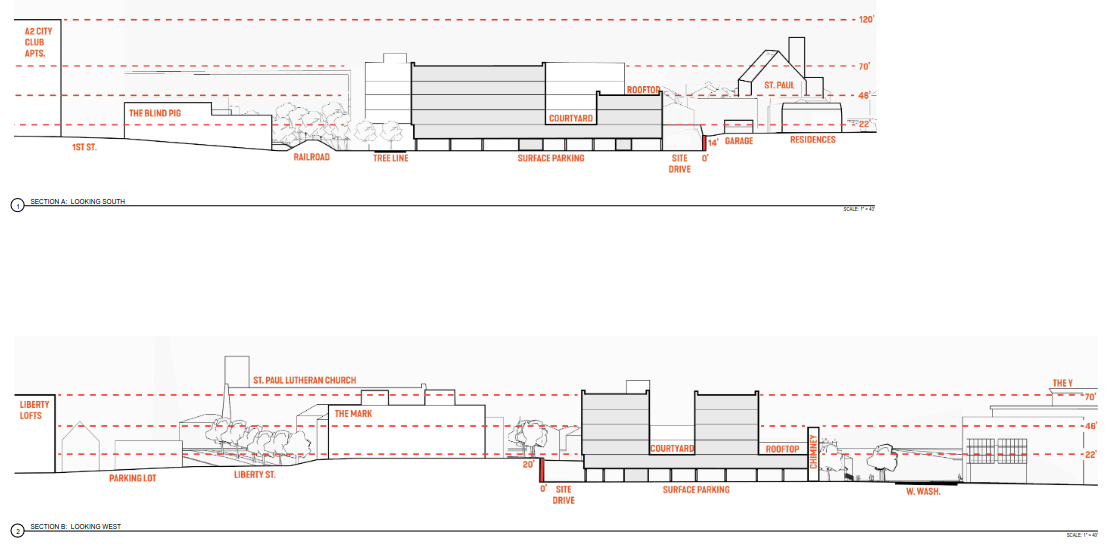 120'
A2 CITY
CLUB
APTS.
70'
ST. PAUL
ROOFTOP
46'
THE BLIND PIG
COURTYARD
22'
1ST ST.
14'
GARAGE
RESIDENCES
RAILROAD
TREE LINE
SURFACE PARKING
SITE
DRIVE
0'
1
SECTION A: LOOKING SOUTH
SCALE: 1" = 40'
ST. PAUL LUTHERAN CHURCH
THE Y
70'
LIBERTY
LOFTS
THE MARK
46'
COURTYARD
ROOFTOP
CHIMNEY
22'
20'
PARKING LOT
LIBERTY ST.
0'
SITE
DRIVE
SURFACE PARKING
W. WASH.
2
SECTION B: LOOKING WEST
SCALE: 1" = 40'